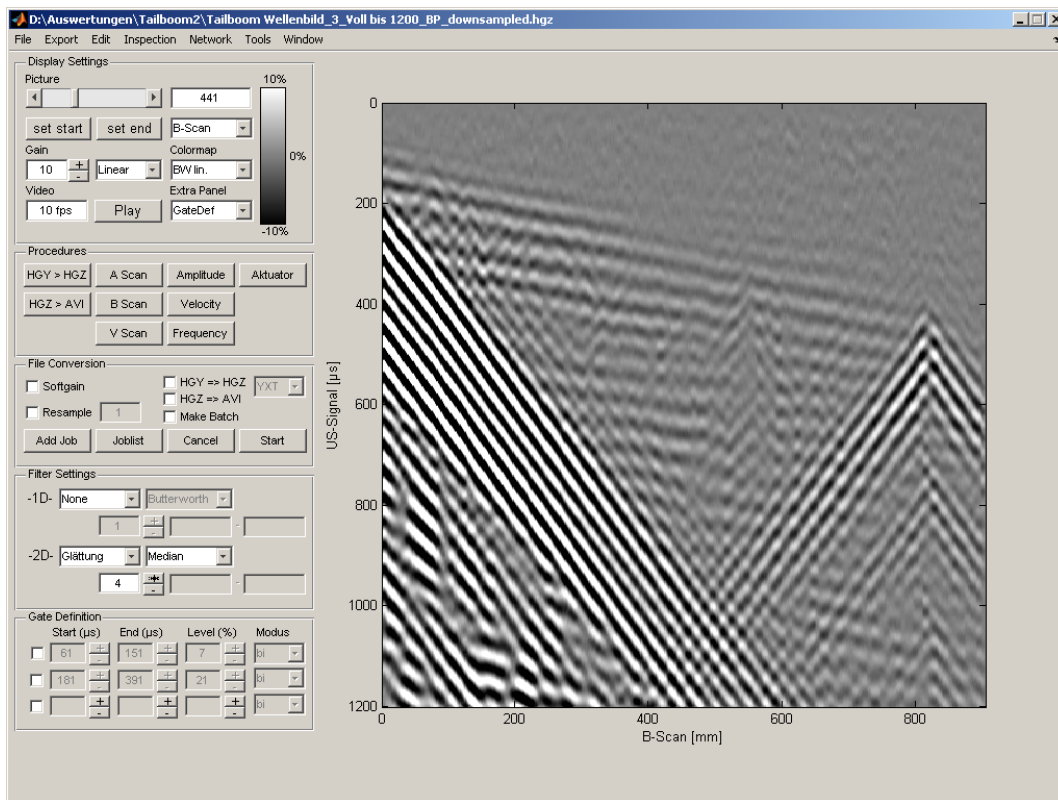 D:\Auswertungen\Tailboom2\Tailboom Wellenbild_3_Voll bis 1200_BP_downsampled.hgz
File Export Edit Inspection Network Tools Window
Display Settings
Picture
10%
441
set start set end B-Scan
Gain Colormap
0%
10 + - Linear BW lin.
Video Extra Panel
10 fps Play GateDef
-10%
Procedures
HGY > HGZ A Scan Amplitude Aktuator
HGZ > AVI B Scan Velocity
V Scan Frequency
File Conversion
Softgain HGY => HGZ YXT
HGZ => AVI
Resample 1 Make Batch
Add Job Joblist Cancel Start
Filter Settings
-1D- None Butterworth
1 + - -
-2D- Glättung Median
4 - -
Gate Definition
Start (µs) End (µs) Level (%) Modus
61 + - 151 + - 7 + - bi
181 + - 391 + - 21 + - bi
+ - + - + - bi
0
200
400
600
800
1000
1200
US-Signal [µs]
0 200 400 600 800
B-Scan [mm]